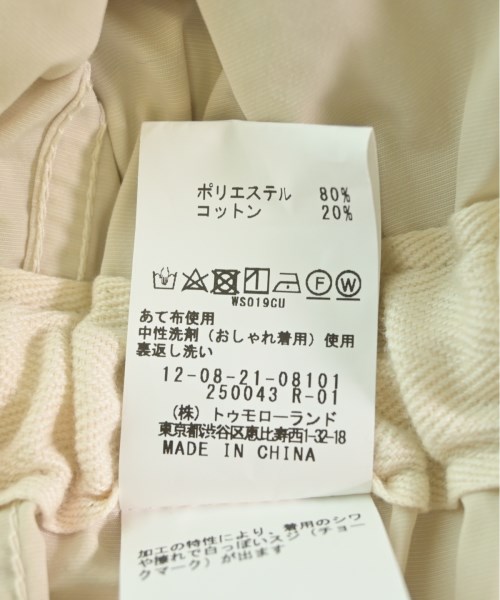 ポリエステル 80%
コットン 20%
F W
WS019CU
あて布使用
中性洗剤（おしゃれ着用）使用
裏返し洗い
12-08-21-08101
250043 R-01
（株）トゥモローランド
東京都渋谷区恵比寿西1-32-18
MADE IN CHINA
加工の特性により、着用のシワ
や擦れで白っぽいスジ（チョー
クマーク）が出ます